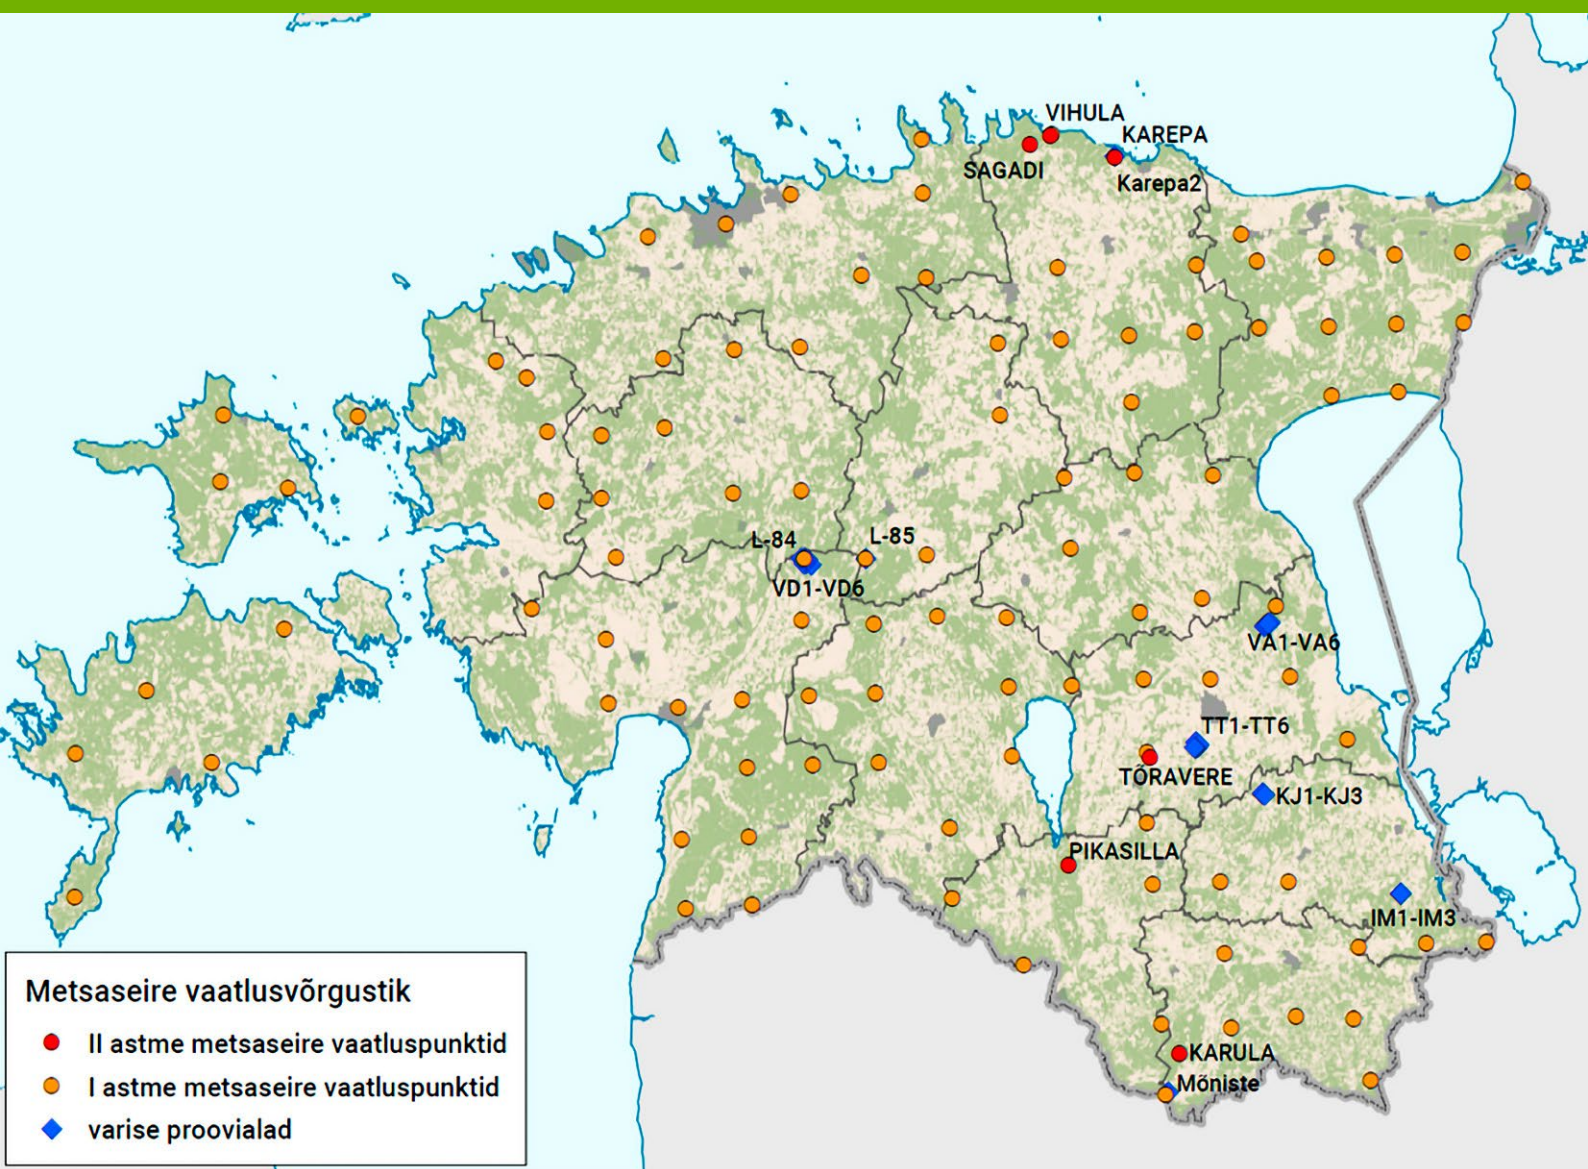 VIHULA
KAREPA
SAGADI
Karepa2
L-84
L-85
VD1-VD6
VA1-VA6
TT1-TT6
TÕRAVERE
KJ1-KJ3
PIKASILLA
IM1-IM3
KARULA
Mõniste
Metsaseire vaatlusvõrgustik
II astme metsaseire vaatluspunktid
I astme metsaseire vaatluspunktid
varise proovialad